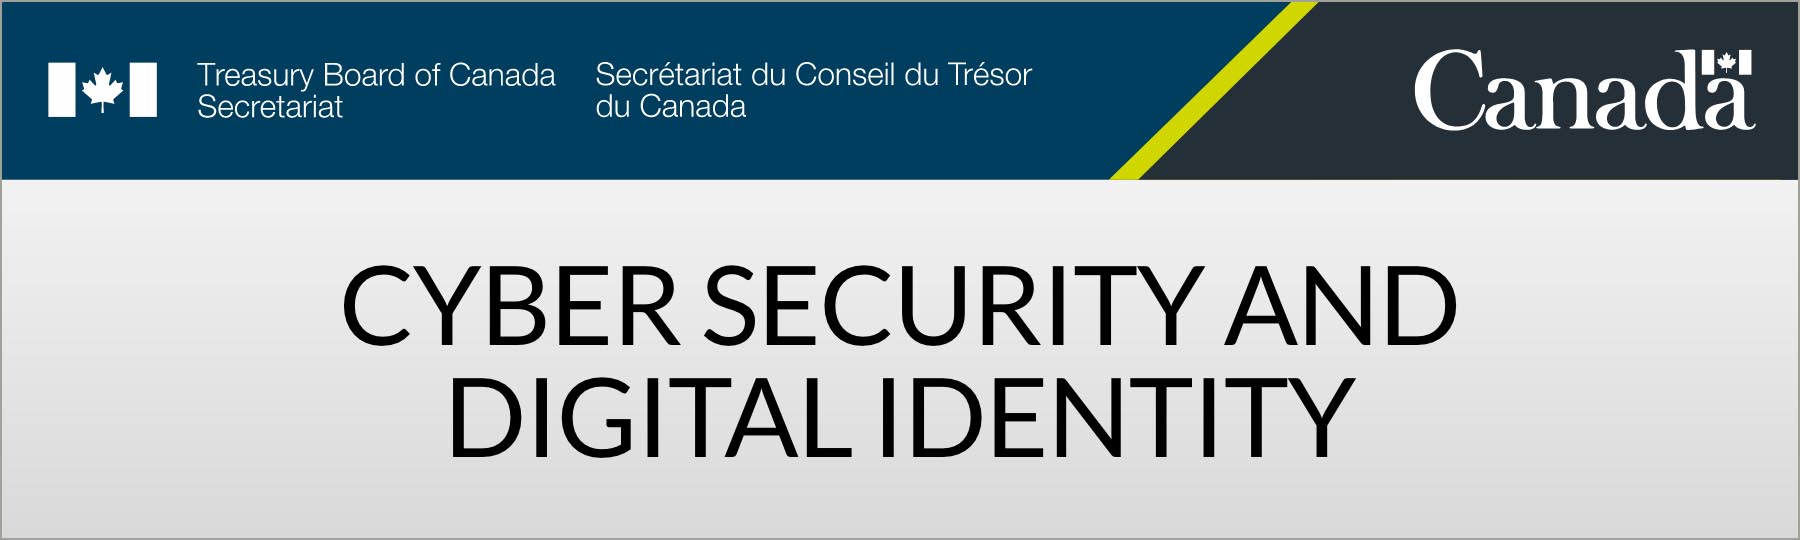 Treasury Board of Canada
Secretariat
Secrétariat du Conseil du Trésor
du Canada
Canada
CYBER SECURITY AND
DIGITAL IDENTITY